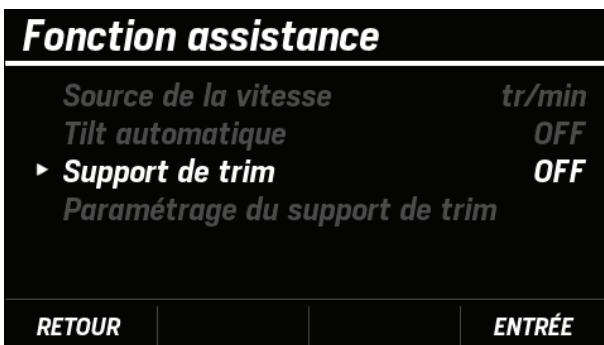 Fonction assistance
Source de la vitesse tr/min
Tilt automatique OFF
Support de trim OFF
Paramétrage du support de trim
RETOUR ENTRÉE